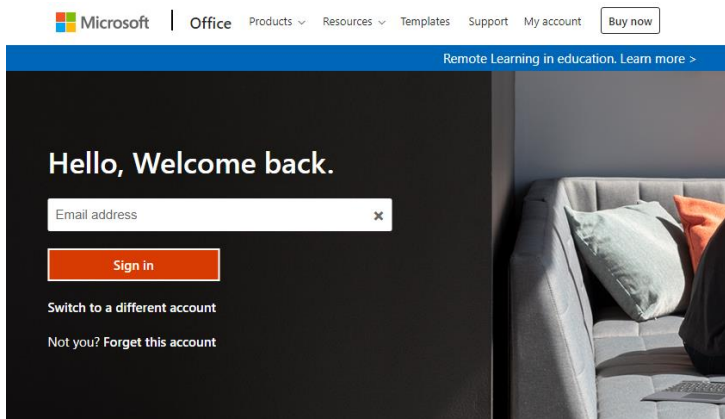 Microsoft Office Products Resources Templates Support My account Buy now
Remote Learning in education. Learn more >
Hello, Welcome back.
Email address
Sign in
Switch to a different account
Not you? Forget this account